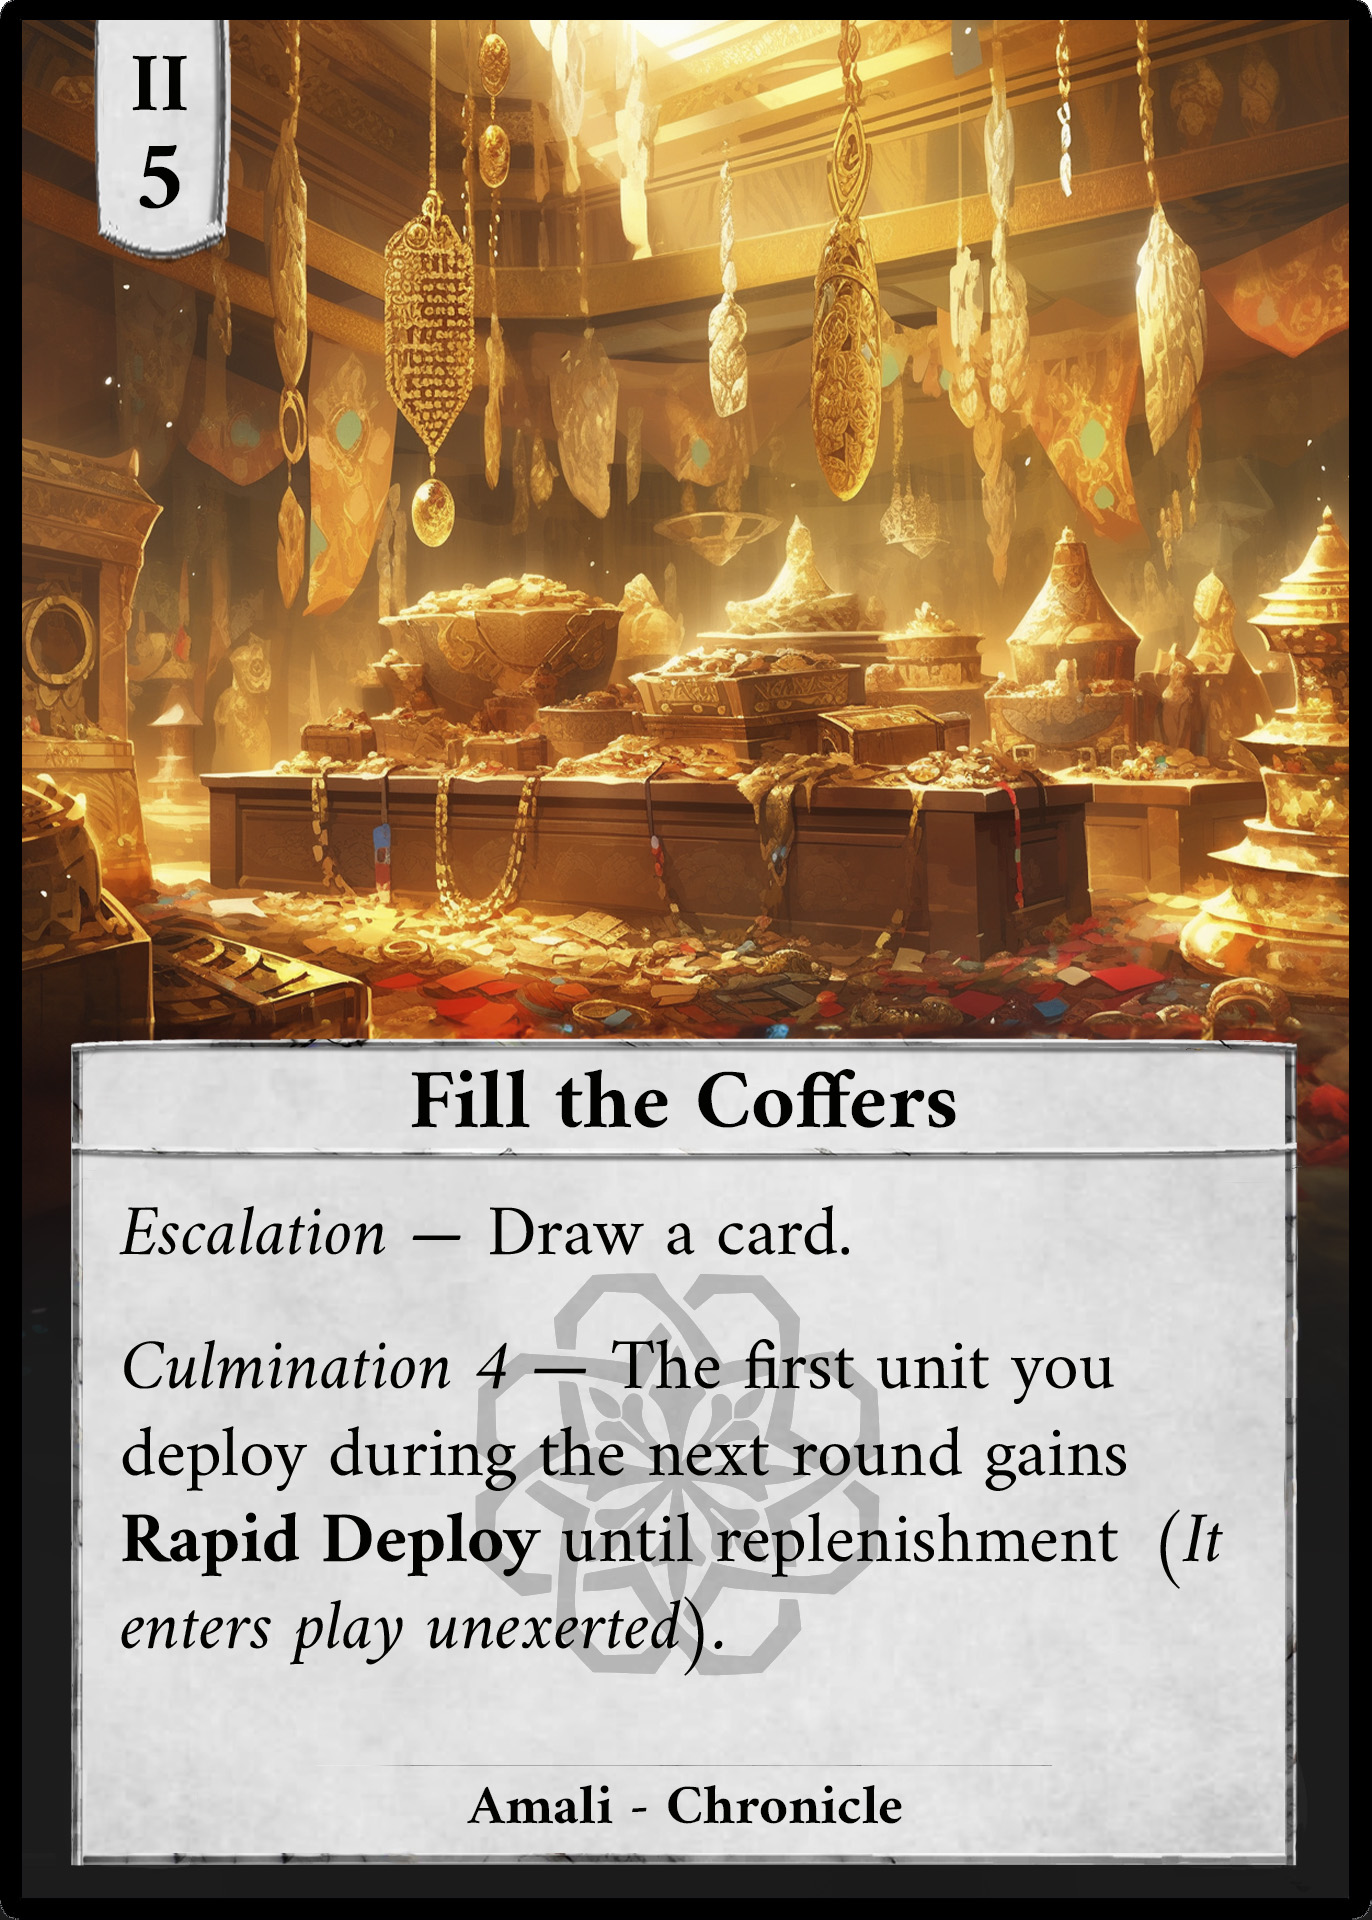 II
5
Fill the Coffers
Escalation — Draw a card.
Culmination 4 — The first unit you
deploy during the next round gains
Rapid Deploy until replenishment (It
enters play unexerted).
Amali - Chronicle